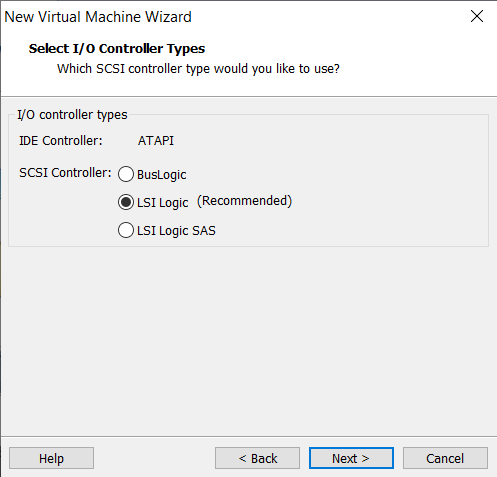 New Virtual Machine Wizard
Select I/O Controller Types
Which SCSI controller type would you like to use?
I/O controller types
IDE Controller: ATAPI
SCSI Controller: BusLogic
LSI Logic (Recommended)
LSI Logic SAS
Help < Back Next > Cancel